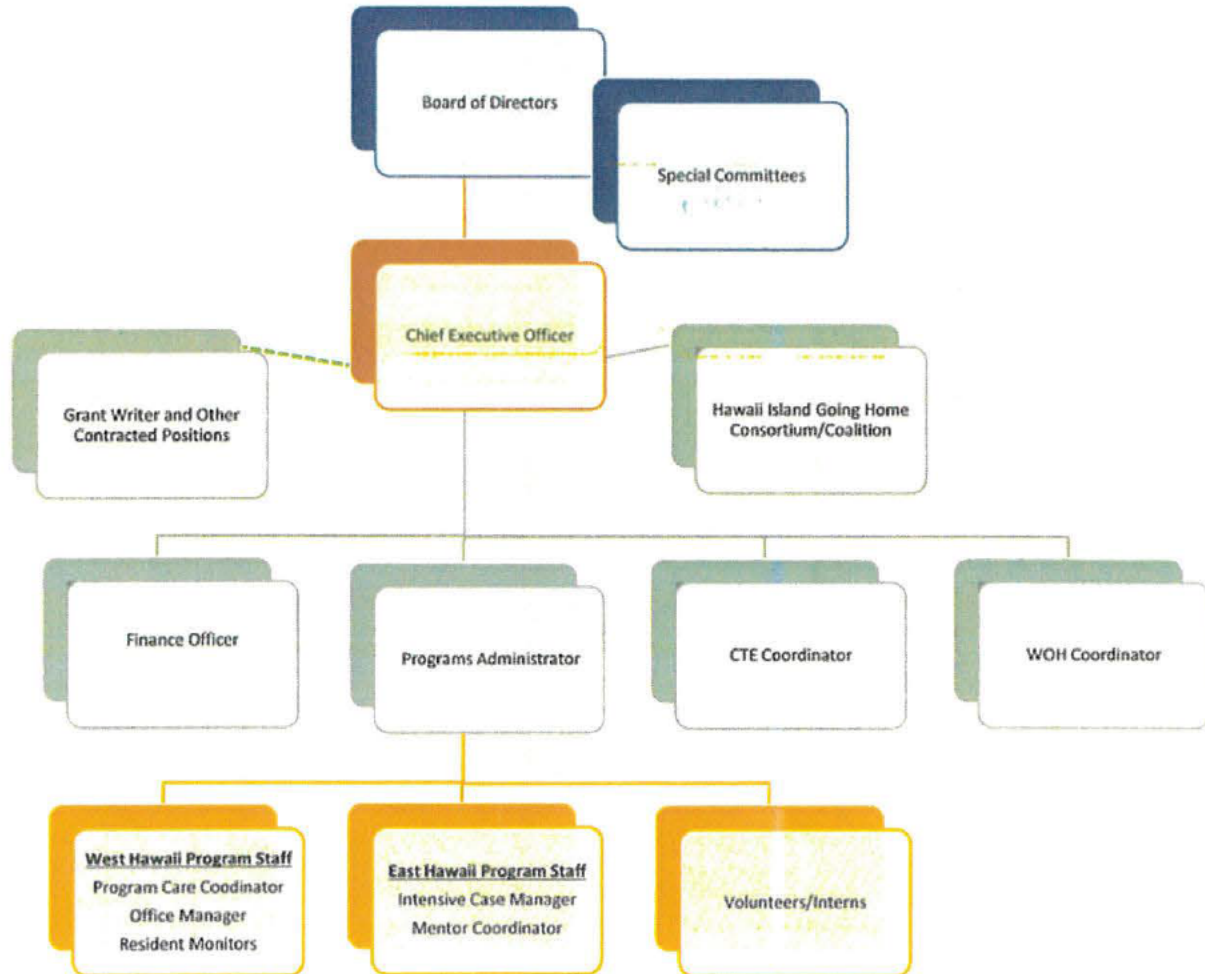 Board of Directors
Special Committees
Chief Executive Officer
Grant Writer and Other
Contracted Positions
Hawaii Island Going Home
Consortium/Coalition
Finance Officer
Programs Administrator
CTE Coordinator
WOH Coordinator
West Hawaii Program Staff
Program Care Coodinator
Office Manager
Resident Monitors
East Hawaii Program Staff
Intensive Case Manager
Mentor Coordinator
Volunteers/Interns